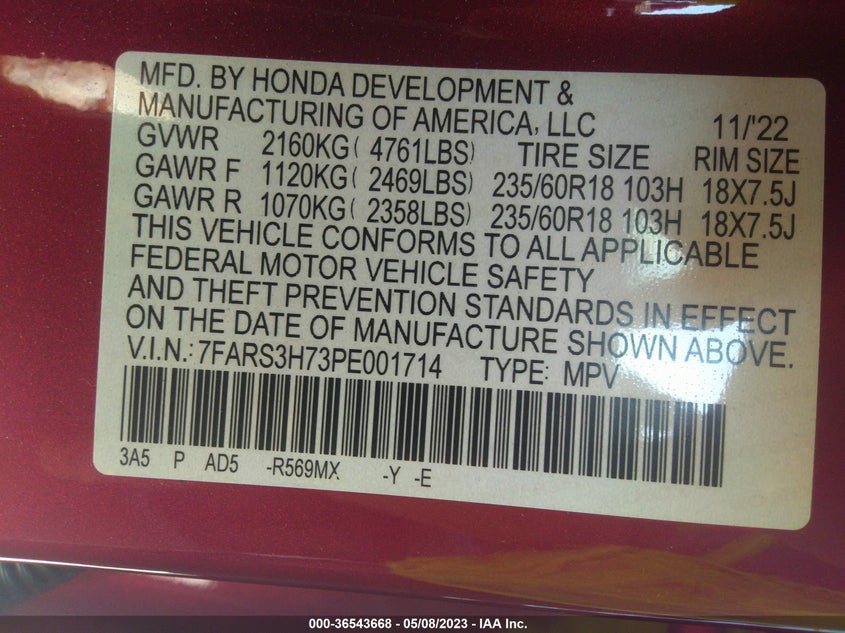 MFD. BY HONDA DEVELOPMENT &
MANUFACTURING OF AMERICA, LLC 11/'22
GVWR 2160KG( 4761LBS) TIRE SIZE RIM SIZE
GAWR F 1120KG( 2469LBS) 235/60R18 103H 18X7.5J
GAWR R 1070KG( 2358LBS) 235/60R18 103H 18X7.5J
THIS VEHICLE CONFORMS TO ALL APPLICABLE
FEDERAL MOTOR VEHICLE SAFETY
AND THEFT PREVENTION STANDARDS IN EFFECT
ON THE DATE OF MANUFACTURE SHOWN ABOVE.
V.I.N.: 7FARS3H73PE001714 TYPE: MPV
3A5 P AD5 -R569MX -Y -E
000-36543668 - 05/08/2023 - IAA Inc.